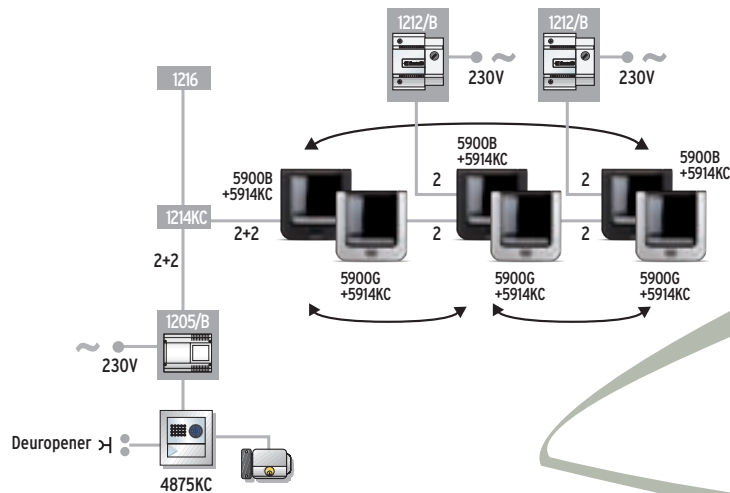 1212/B
1212/B
230V
230V
1216
5900B
+5914KC
5900B
+5914KC
5900B
+5914KC
2
2
1214KC
2+2
2
2
2+2
5900G
+5914KC
5900G
+5914KC
5900G
+5914KC
1205/B
230V
Deuropener
4875KC